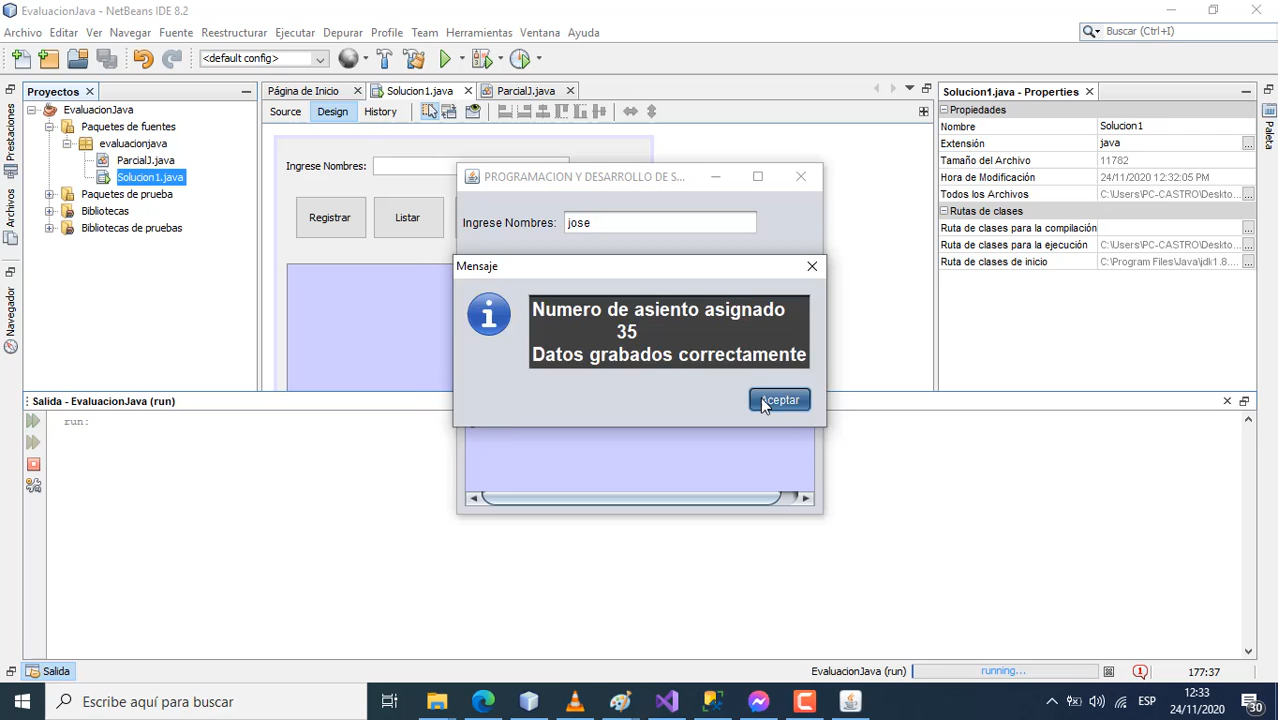 EvaluacionJava - NetBeans IDE 8.2
Archivo Editar Ver Navegar Fuente Reestructurar Ejecutar Depurar Profile Team Herramientas Ventana Ayuda
Buscar (Ctrl+I)
<default config>
Prestaciones
Archivos
Navegador
Proyectos
EvaluacionJava
Paquetes de fuentes
evaluacionjava
ParcialJ.java
Solucion1.java
Paquetes de prueba
Bibliotecas
Bibliotecas de pruebas
Página de Inicio
Solucion1.java
ParcialJ.java
Source Design History
Ingrese Nombres:
Registrar
Listar
PROGRAMACION Y DESARROLLO DE S...
Ingrese Nombres: jose
Mensaje
Numero de asiento asignado
35
Datos grabados correctamente
Aceptar
Solucion1.java - Properties
Propiedades
Nombre Solucion1
Extensión java
Tamaño del Archivo 11782
Hora de Modificación 24/11/2020 12:32:05 PM
Todos los Archivos C:\Users\PC-CASTRO\Deskto...
Rutas de clases
Ruta de clases para la compilación
Ruta de clases para la ejecución C:\Users\PC-CASTRO\Deskto...
Ruta de clases de inicio C:\Program Files\Java\jdk1.8....
Paleta
Salida - EvaluacionJava (run)
run:
Salida
EvaluacionJava (run)
running...
1
177:37
Escribe aquí para buscar
ESP
12:33
24/11/2020
30